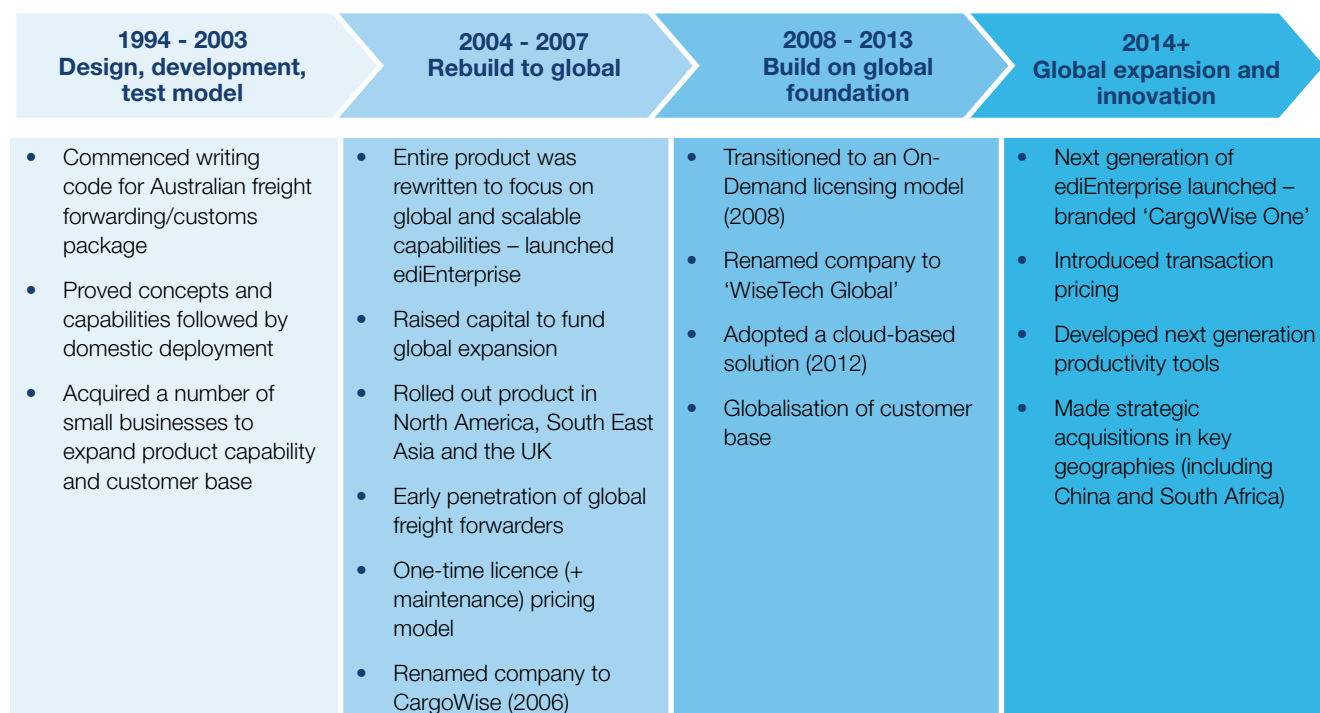 1994 - 2003
Design, development,
test model
2004 - 2007
Rebuild to global
2008 - 2013
Build on global
foundation
2014+
Global expansion and
innovation
• Commenced writing
code for Australian freight
forwarding/customs
package
• Proved concepts and
capabilities followed by
domestic deployment
• Acquired a number of
small businesses to
expand product capability
and customer base
• Entire product was
rewritten to focus on
global and scalable
capabilities – launched
ediEnterprise
• Raised capital to fund
global expansion
• Rolled out product in
North America, South East
Asia and the UK
• Early penetration of global
freight forwarders
• One-time licence (+
maintenance) pricing
model
• Renamed company to
CargoWise (2006)
• Transitioned to an On-
Demand licensing model
(2008)
• Renamed company to
‘WiseTech Global’
• Adopted a cloud-based
solution (2012)
• Globalisation of customer
base
• Next generation of
ediEnterprise launched –
branded ‘CargoWise One’
• Introduced transaction
pricing
• Developed next generation
productivity tools
• Made strategic
acquisitions in key
geographies (including
China and South Africa)